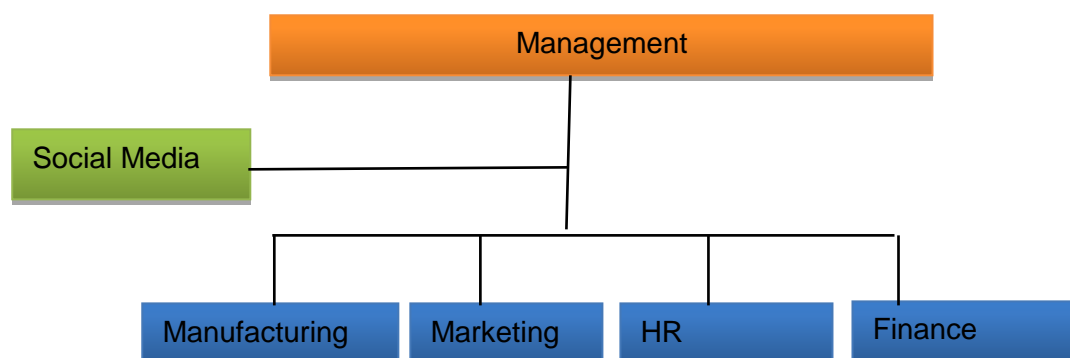 Management
Social Media
Manufacturing
Marketing
HR
Finance